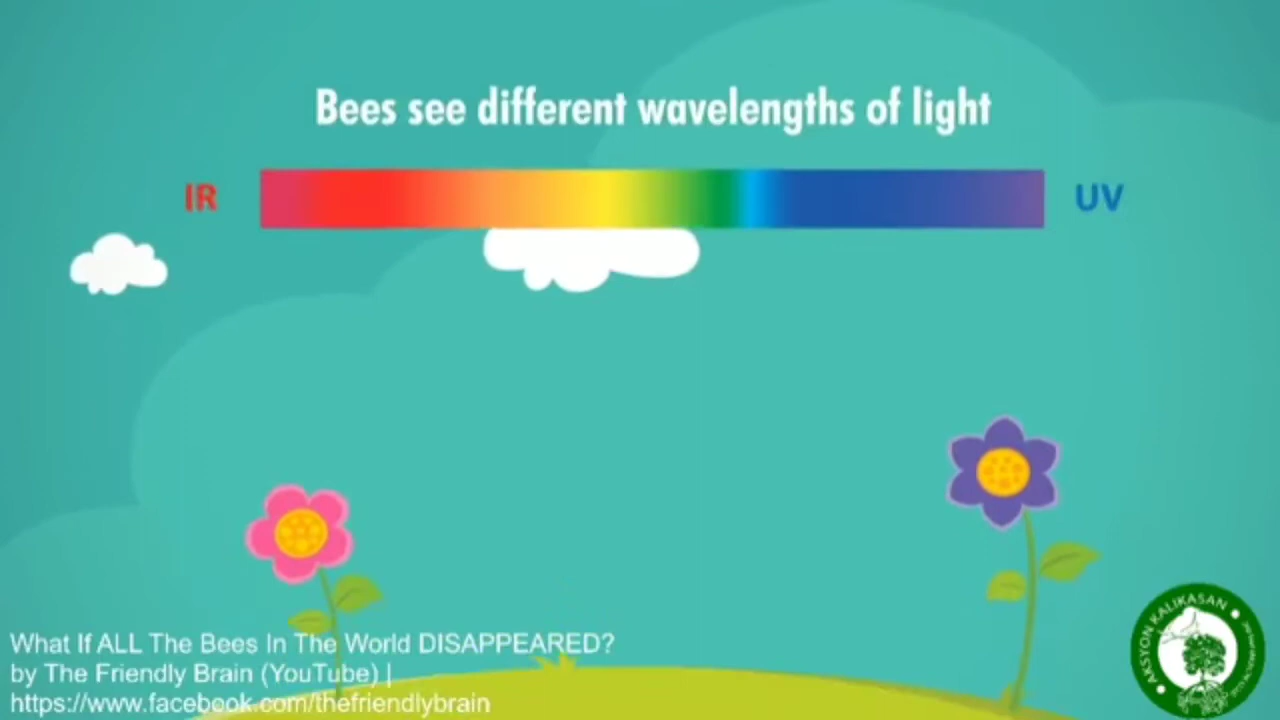 Bees see different wavelengths of light
IR
UV
What If ALL The Bees In The World DISAPPEARED?
by The Friendly Brain (YouTube) |
https://www.facebook.com/thefriendlybrain
AKSYON KALIKASAN